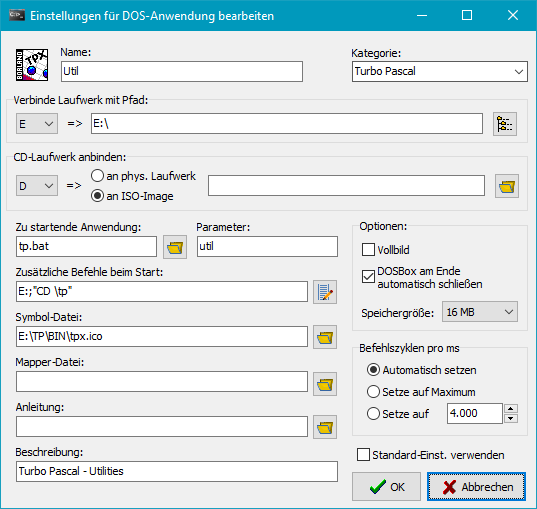 Einstellungen für DOS-Anwendung bearbeiten
BORLAND
TPX
Name:
Util
Kategorie:
Turbo Pascal
Verbinde Laufwerk mit Pfad:
E => E:\
CD-Laufwerk anbinden:
D =>
an phys. Laufwerk
an ISO-Image
Zu startende Anwendung:
tp.bat
Parameter:
util
Zusätzliche Befehle beim Start:
E:;"CD \tp"
Symbol-Datei:
E:\TP\BIN\tpx.ico
Mapper-Datei:
Anleitung:
Beschreibung:
Turbo Pascal - Utilities
Optionen:
Vollbild
DOSBox am Ende
automatisch schließen
Speichergröße: 16 MB
Befehlszyklen pro ms
Automatisch setzen
Setze auf Maximum
Setze auf 4.000
Standard-Einst. verwenden
OK
Abbrechen